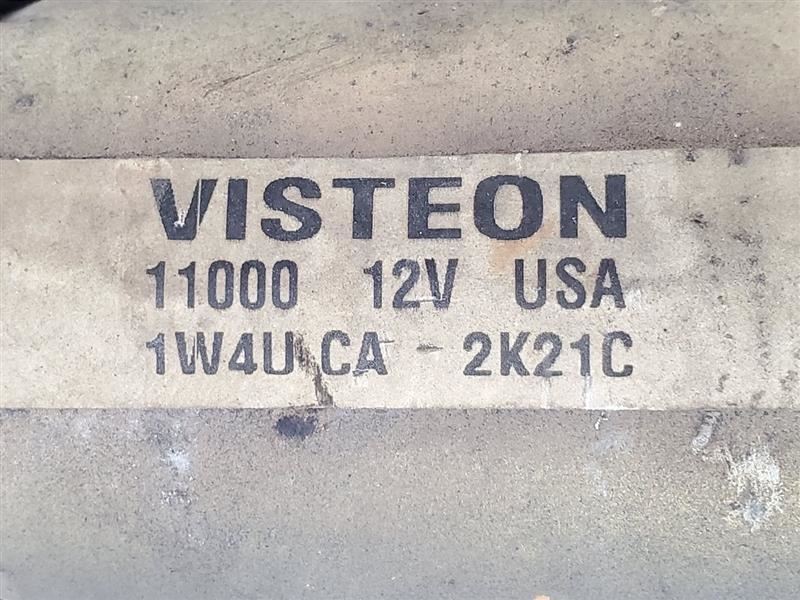 VISTEON
11000 12V USA
1W4U CA - 2K21C